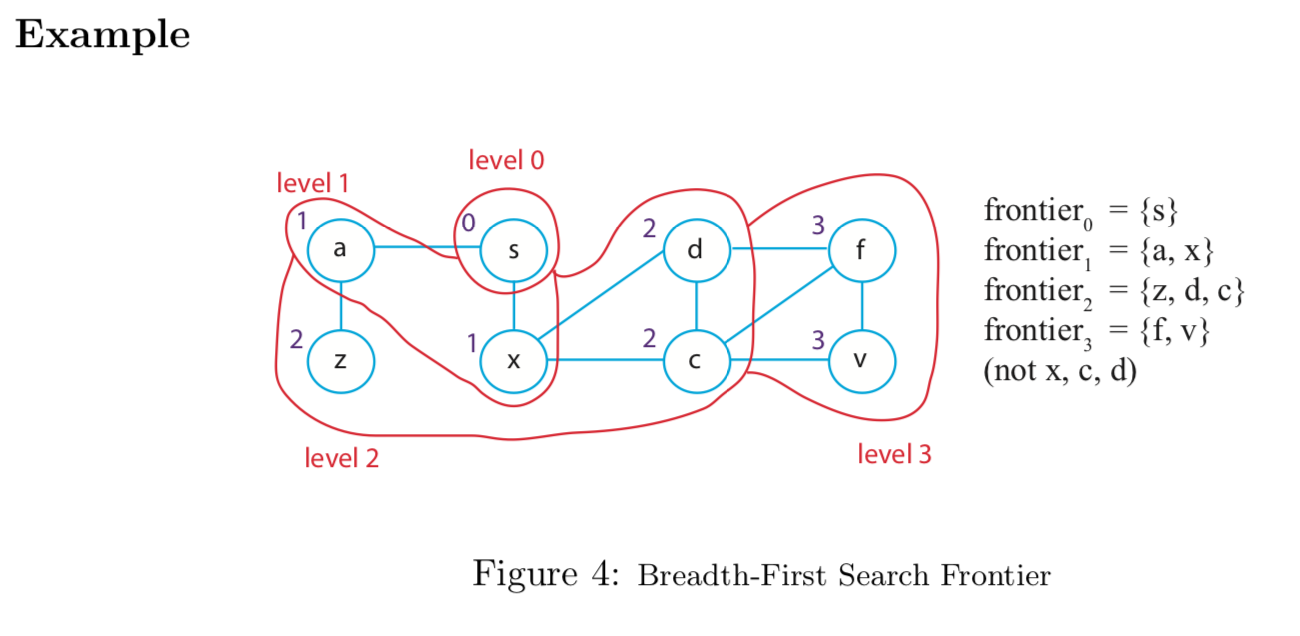 Example
level 0
level 1
1
0
2
3
a
s
d
f
frontier₀ = {s}
frontier₁ = {a, x}
frontier₂ = {z, d, c}
frontier₃ = {f, v}
(not x, c, d)
2
1
2
3
z
x
c
v
level 2
level 3
Figure 4: Breadth-First Search Frontier